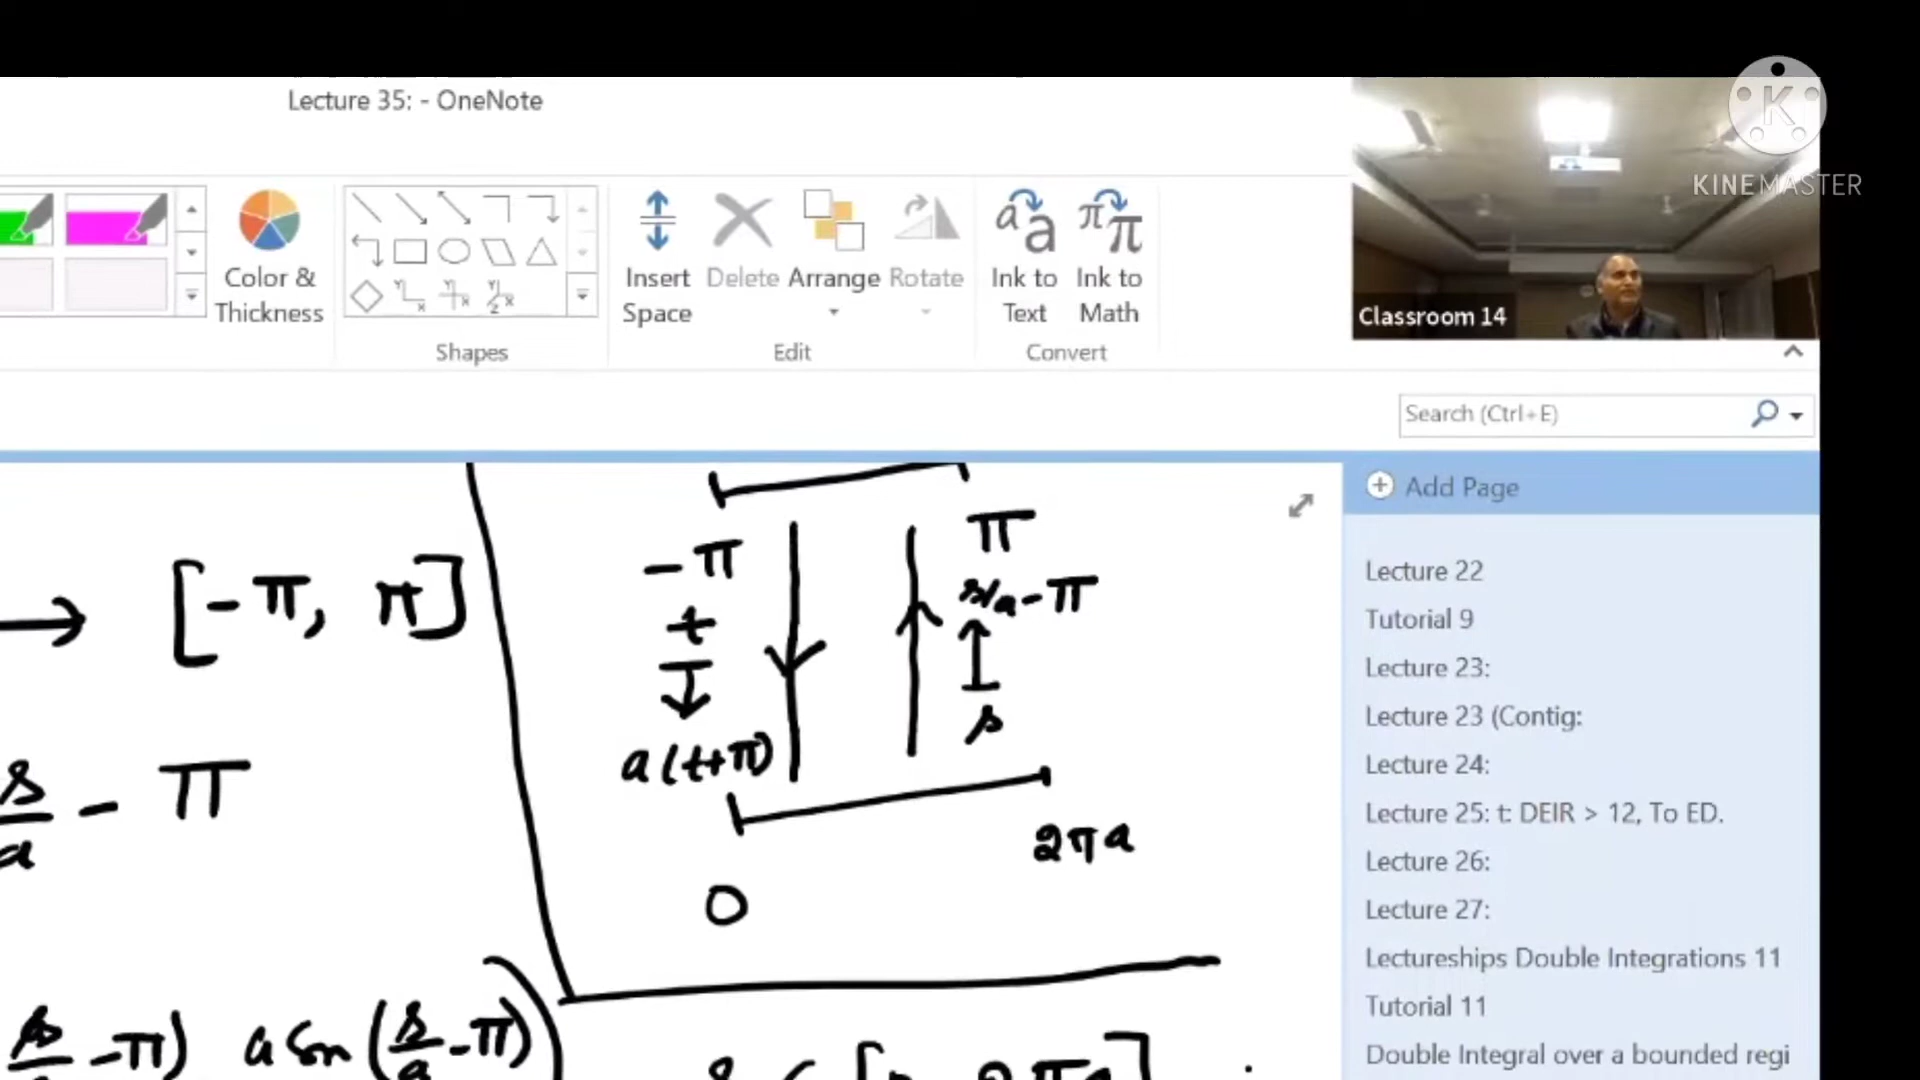 Lecture 35: - OneNote
KINEMASTER
Color & Thickness
Insert Space
Delete
Arrange
Rotate
Ink to Text
Ink to Math
Classroom 14
Shapes
Edit
Convert
Search (Ctrl+E)
Add Page
→ [-π, π]
-π
π
t
↓
a(t+π)
s/a-π
↑
s
0
2πa
s/a - π
s/a - π) a Sin (s/a - π))
Lecture 22
Tutorial 9
Lecture 23:
Lecture 23 (Contig:
Lecture 24:
Lecture 25: t: DEIR > 12, To ED.
Lecture 26:
Lecture 27:
Lectureships Double Integrations 11
Tutorial 11
Double Integral over a bounded regi